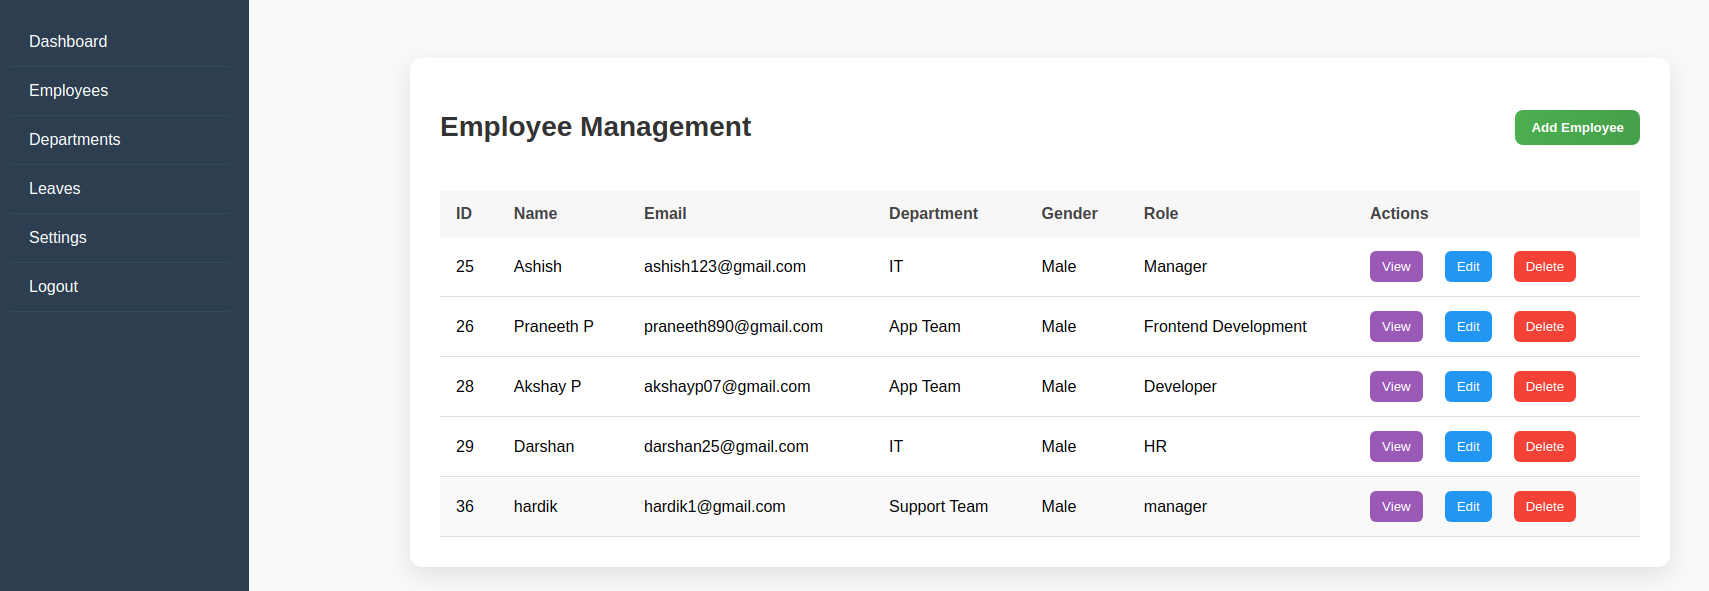 Dashboard
Employees
Departments
Leaves
Settings
Logout
Employee Management
Add Employee
ID Name Email Department Gender Role Actions
25 Ashish ashish123@gmail.com IT Male Manager View Edit Delete
26 Praneeth P praneeth890@gmail.com App Team Male Frontend Development View Edit Delete
28 Akshay P akshayp07@gmail.com App Team Male Developer View Edit Delete
29 Darshan darshan25@gmail.com IT Male HR View Edit Delete
36 hardik hardik1@gmail.com Support Team Male manager View Edit Delete